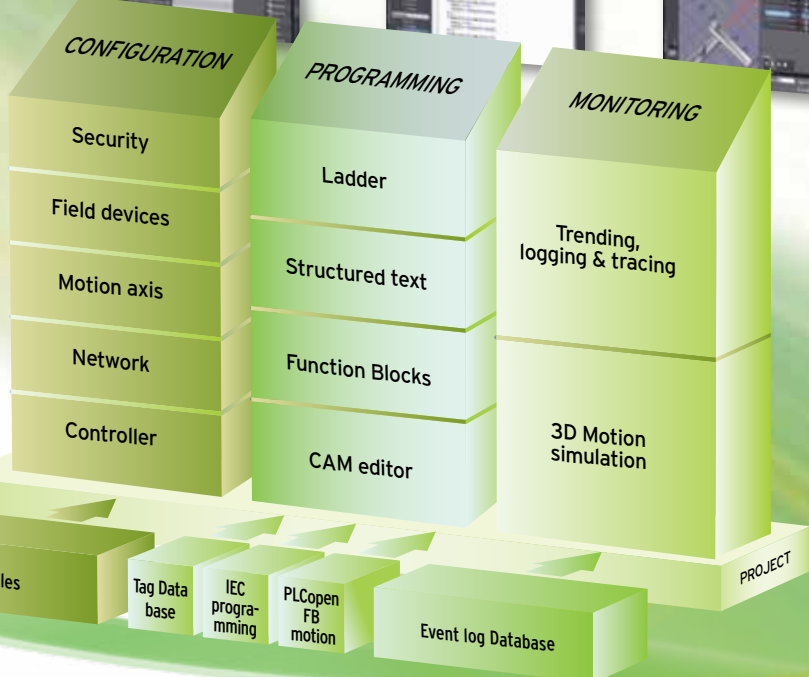 CONFIGURATION
Security
Field devices
Motion axis
Network
Controller
PROGRAMMING
Ladder
Structured text
Function Blocks
CAM editor
MONITORING
Trending,
logging & tracing
3D Motion
simulation
PROJECT
les
Tag Data
base
IEC
progra-
mming
PLCopen
FB
motion
Event log Database